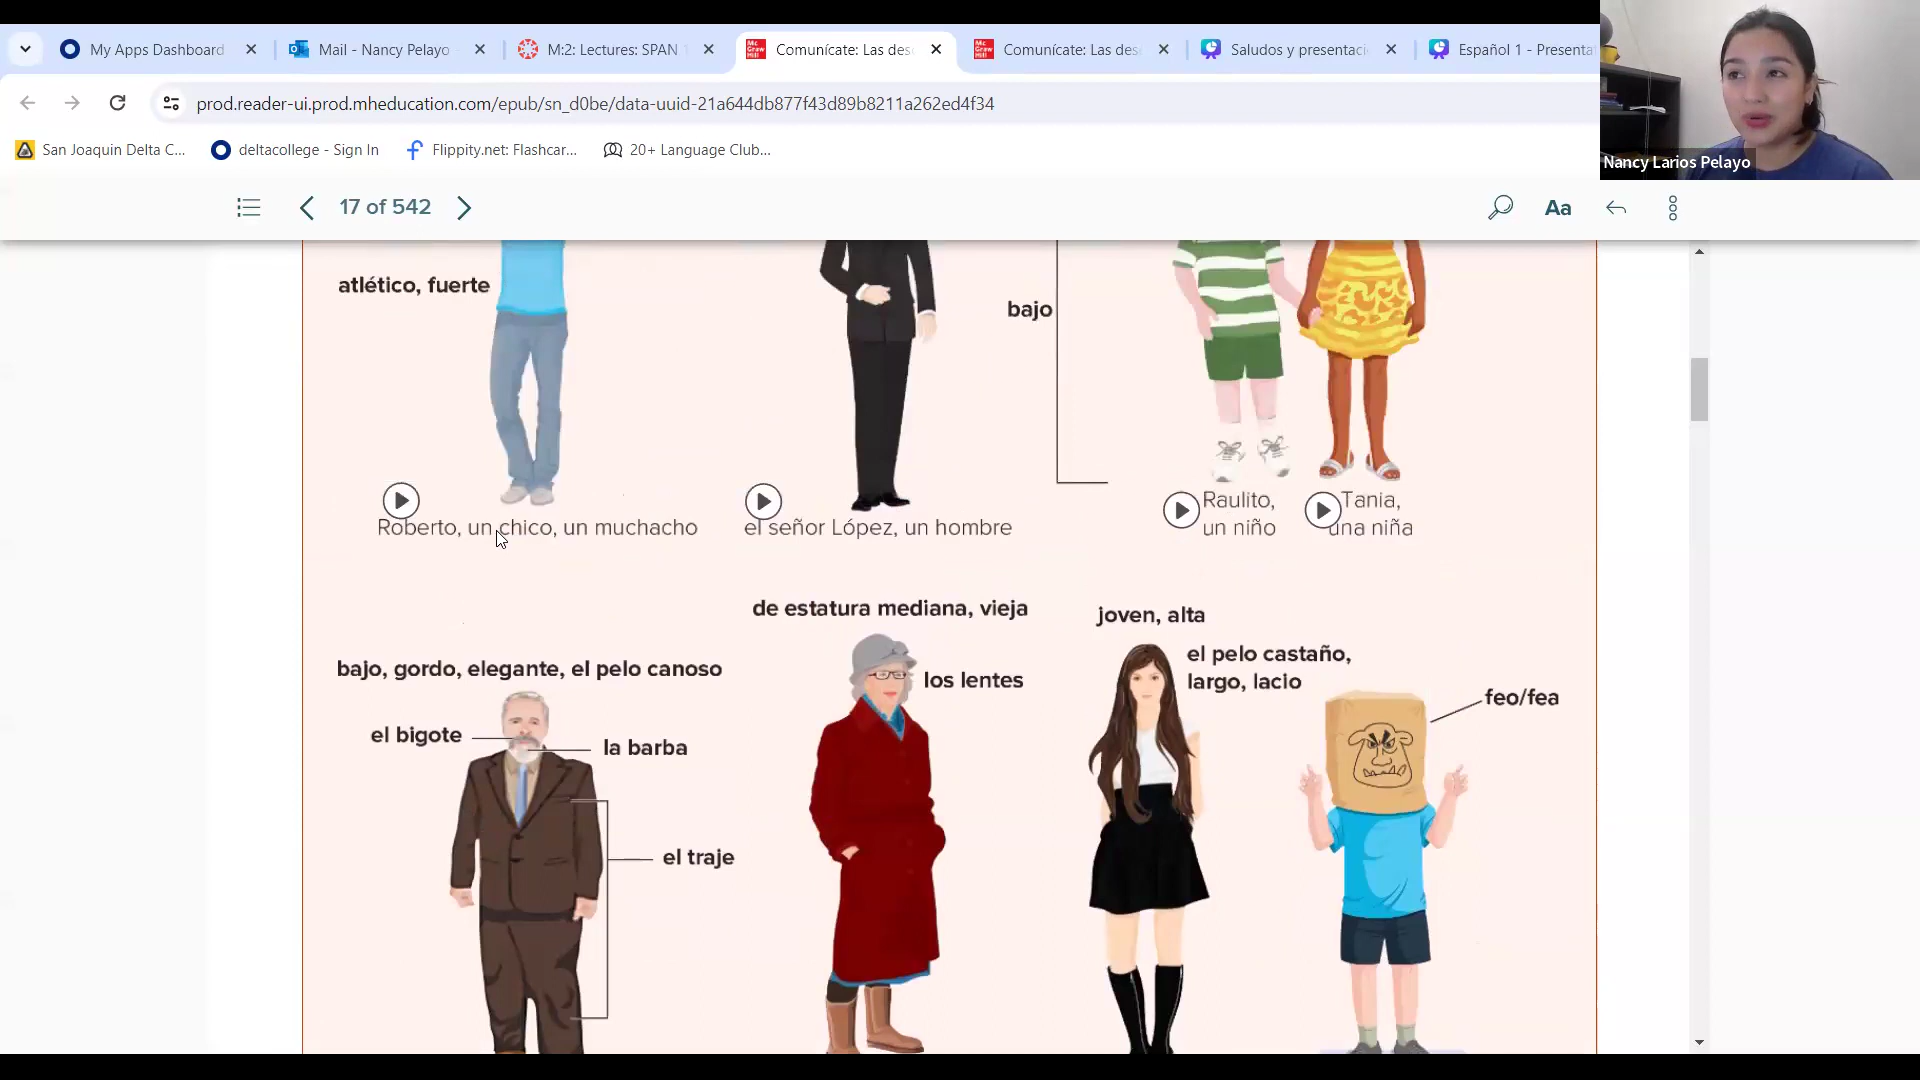 My Apps Dashboard
Mail - Nancy Pelayo
M:2: Lectures: SPAN 1
Comunícate: Las desc
Comunícate: Las des
Saludos y presentaci
Español 1 - Presentat
prod.reader-ui.prod.mheducation.com/epub/sn_d0be/data-uuid-21a644db877f43d89b8211a262ed4f34
San Joaquin Delta C...
deltacollege - Sign In
Flippity.net: Flashcar...
20+ Language Club...
Nancy Larios Pelayo
17 of 542
Aa
atlético, fuerte
bajo
Roberto, un chico, un muchacho
el señor López, un hombre
Raulito,
un niño
Tania,
una niña
de estatura mediana, vieja
joven, alta
bajo, gordo, elegante, el pelo canoso
los lentes
el pelo castaño,
largo, lacio
feo/fea
el bigote
la barba
el traje